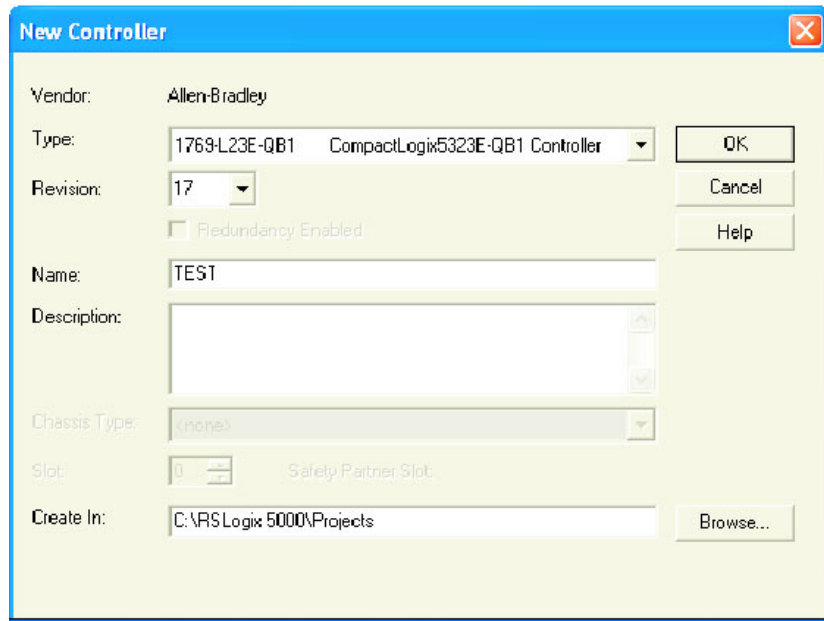 New Controller
Vendor: Allen-Bradley
Type: 1769-L23E-QB1 CompactLogix5323E-QB1 Controller OK
Revision: 17 Cancel
Redundancy Enabled Help
Name: TEST
Description:
Chassis Type: <none>
Slot: 0 Safety Partner Slot:
Create In: C:\RSLogix 5000\Projects Browse...